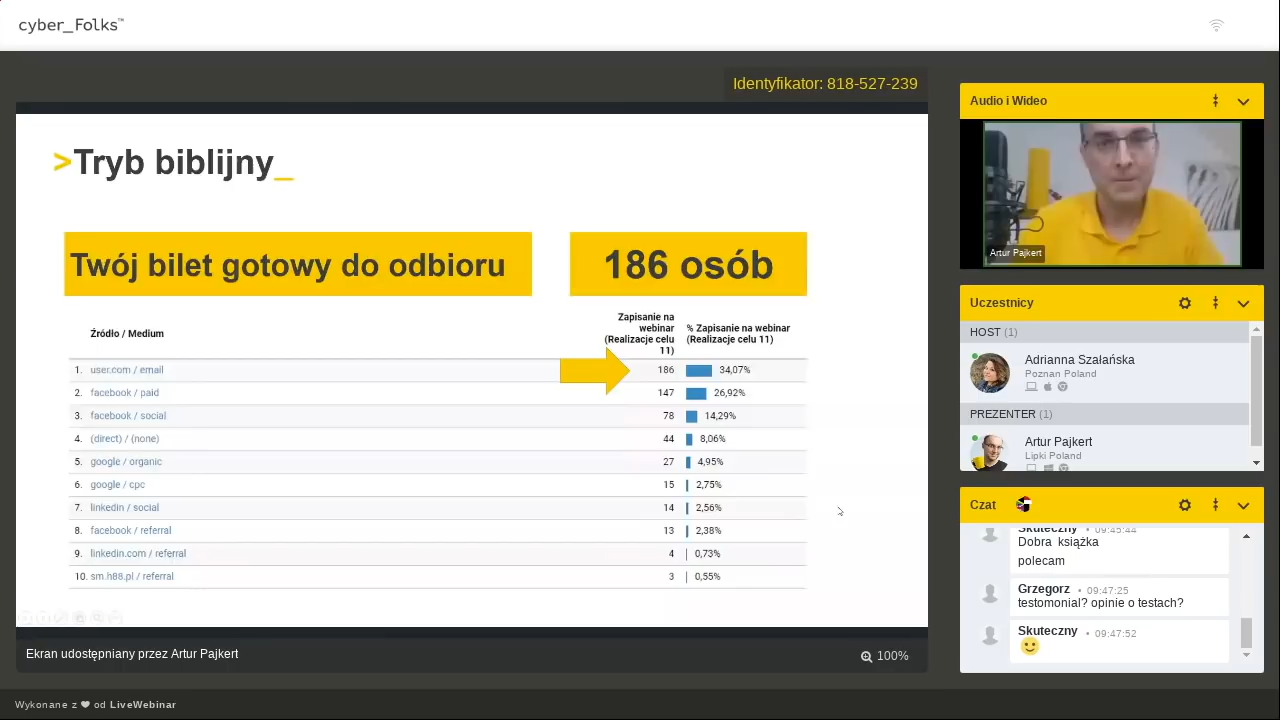 cyber_Folks™
Identyfikator: 818-527-239
>Tryb biblijny_
Twój bilet gotowy do odbioru
186 osób
Źródło / Medium
Zapisanie na
webinar
(Realizacje celu
11)
% Zapisanie na webinar
(Realizacje celu 11)
1. user.com / email 186 34,07%
2. facebook / paid 147 26,92%
3. facebook / social 78 14,29%
4. (direct) / (none) 44 8,06%
5. google / organic 27 4,95%
6. google / cpc 15 2,75%
7. linkedin / social 14 2,56%
8. facebook / referral 13 2,38%
9. linkedin.com / referral 4 0,73%
10. sm.h88.pl / referral 3 0,55%
Ekran udostępniany przez Artur Pajkert
100%
Wykonane z ❤ od LiveWebinar
Audio i Wideo
Artur Pajkert
Uczestnicy
HOST (1)
Adrianna Szałańska
Poznan Poland
PREZENTER (1)
Artur Pajkert
Lipki Poland
Czat
Skuteczny • 09:45:44
Dobra książka
polecam
Grzegorz • 09:47:25
testomonial? opinie o testach?
Skuteczny • 09:47:52
🙂